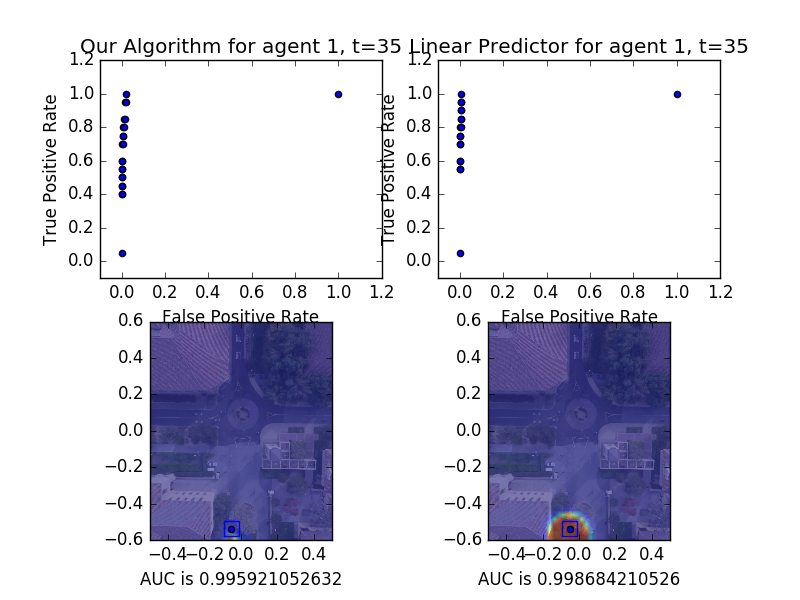 Our Algorithm for agent 1, t=35
Linear Predictor for agent 1, t=35
1.2
1.0
0.8
0.6
0.4
0.2
0.0
True Positive Rate
0.0 0.2 0.4 0.6 0.8 1.0 1.2
False Positive Rate
1.2
1.0
0.8
0.6
0.4
0.2
0.0
True Positive Rate
0.0 0.2 0.4 0.6 0.8 1.0 1.2
False Positive Rate
0.6
0.4
0.2
0.0
−0.2
−0.4
−0.6
−0.4 −0.2 0.0 0.2 0.4
AUC is 0.995921052632
0.6
0.4
0.2
0.0
−0.2
−0.4
−0.6
−0.4 −0.2 0.0 0.2 0.4
AUC is 0.998684210526